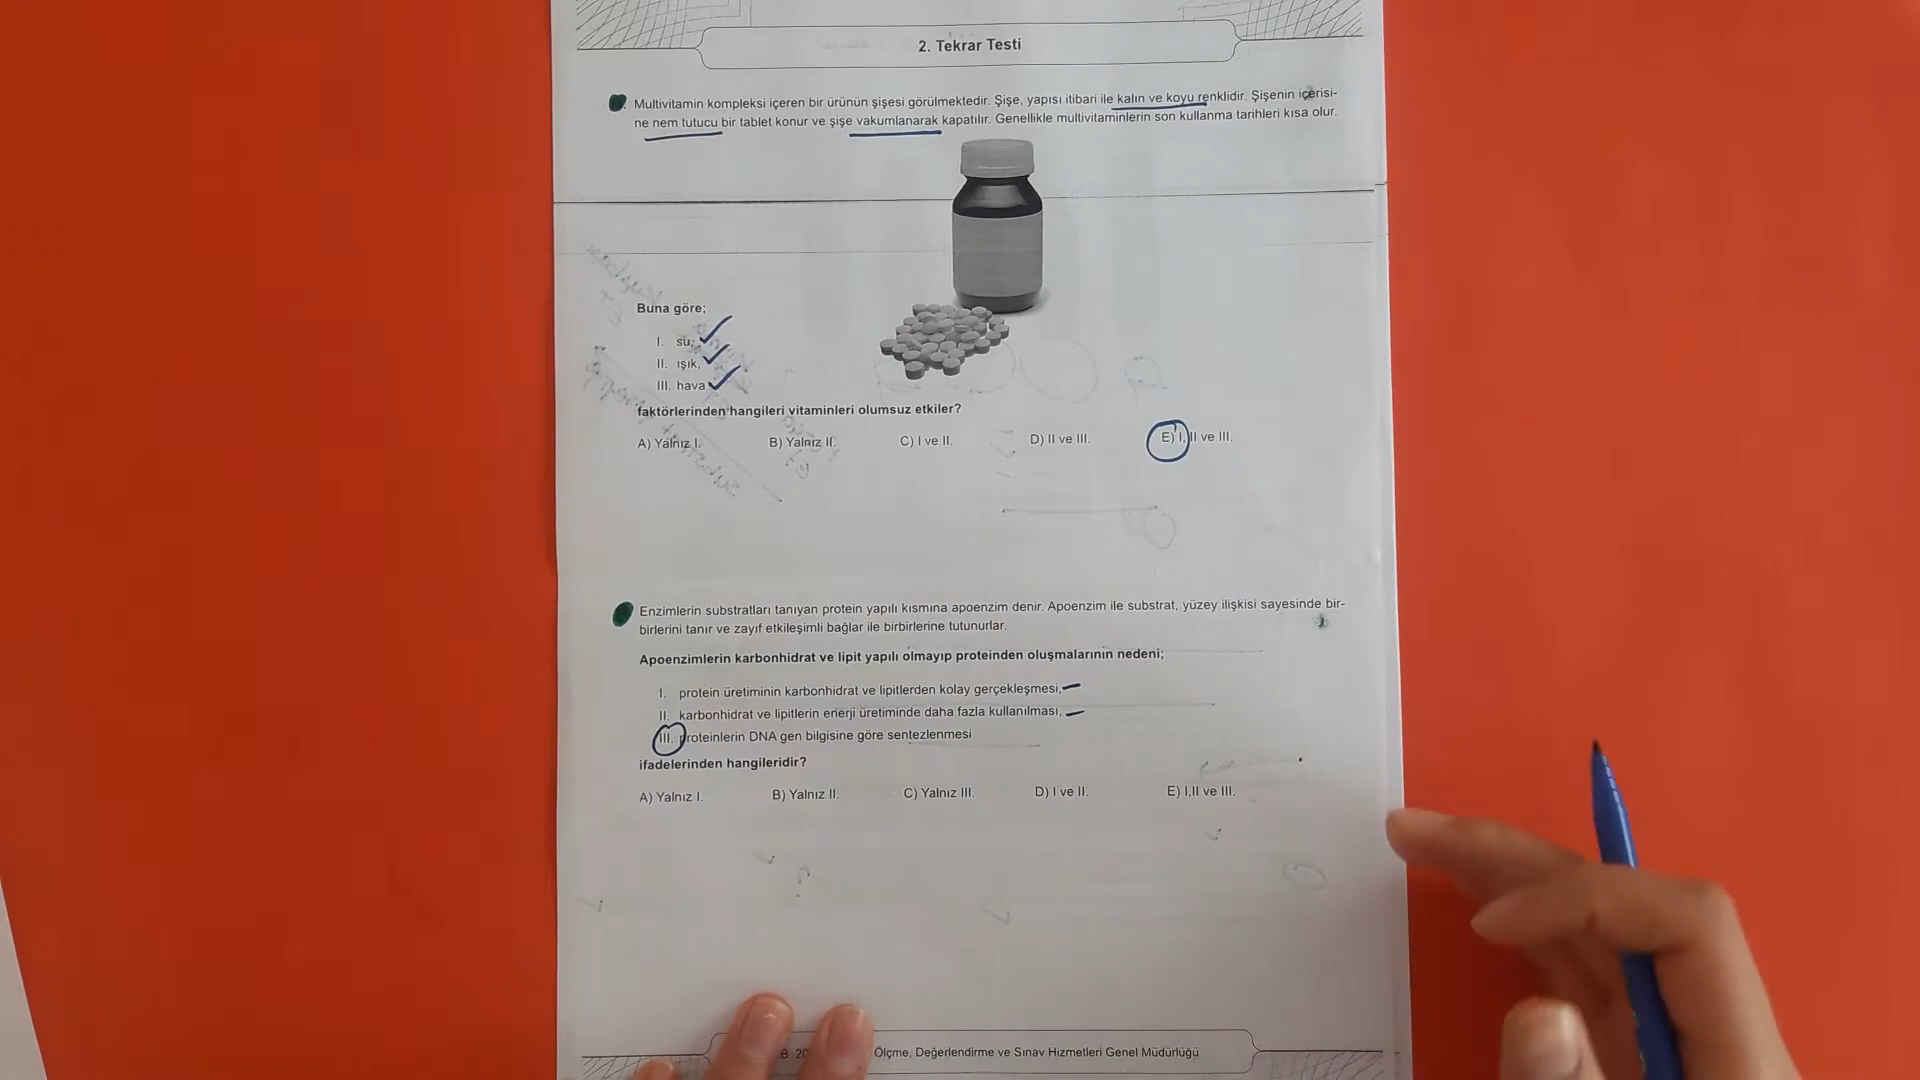 2. Tekrar Testi
Multivitamin kompleksi içeren bir ürünün şişesi görülmektedir. Şişe, yapısı itibari ile kalın ve koyu renklidir. Şişenin içerisi-
ne nem tutucu bir tablet konur ve şişe vakumlanarak kapatılır. Genellikle multivitaminlerin son kullanma tarihleri kısa olur.
Buna göre;
I. su,
II. ışık,
III. hava
faktörlerinden hangileri vitaminleri olumsuz etkiler?
A) Yalnız I. B) Yalnız II. C) I ve II. D) II ve III. E) I, II ve III.
Enzimlerin substratları tanıyan protein yapılı kısmına apoenzim denir. Apoenzim ile substrat, yüzey ilişkisi sayesinde bir-
birlerini tanır ve zayıf etkileşimli bağlar ile birbirlerine tutunurlar.
Apoenzimlerin karbonhidrat ve lipit yapılı olmayıp proteinden oluşmalarının nedeni;
I. protein üretiminin karbonhidrat ve lipitlerden kolay gerçekleşmesi,
II. karbonhidrat ve lipitlerin enerji üretiminde daha fazla kullanılması,
III. proteinlerin DNA gen bilgisine göre sentezlenmesi
ifadelerinden hangileridir?
A) Yalnız I. B) Yalnız II. C) Yalnız III. D) I ve II. E) I,II ve III.
B 20 Ölçme, Değerlendirme ve Sınav Hizmetleri Genel Müdürlüğü